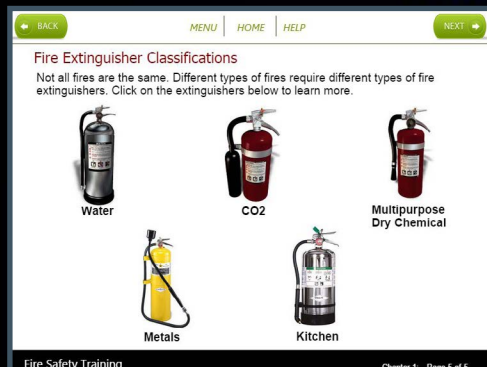 BACK
MENU HOME HELP
NEXT
Fire Extinguisher Classifications
Not all fires are the same. Different types of fires require different types of fire
extinguishers. Click on the extinguishers below to learn more.
Water
CO2
Multipurpose
Dry Chemical
Metals
Kitchen
Fire Safety Training
Chapter 1: Page 5 of 5